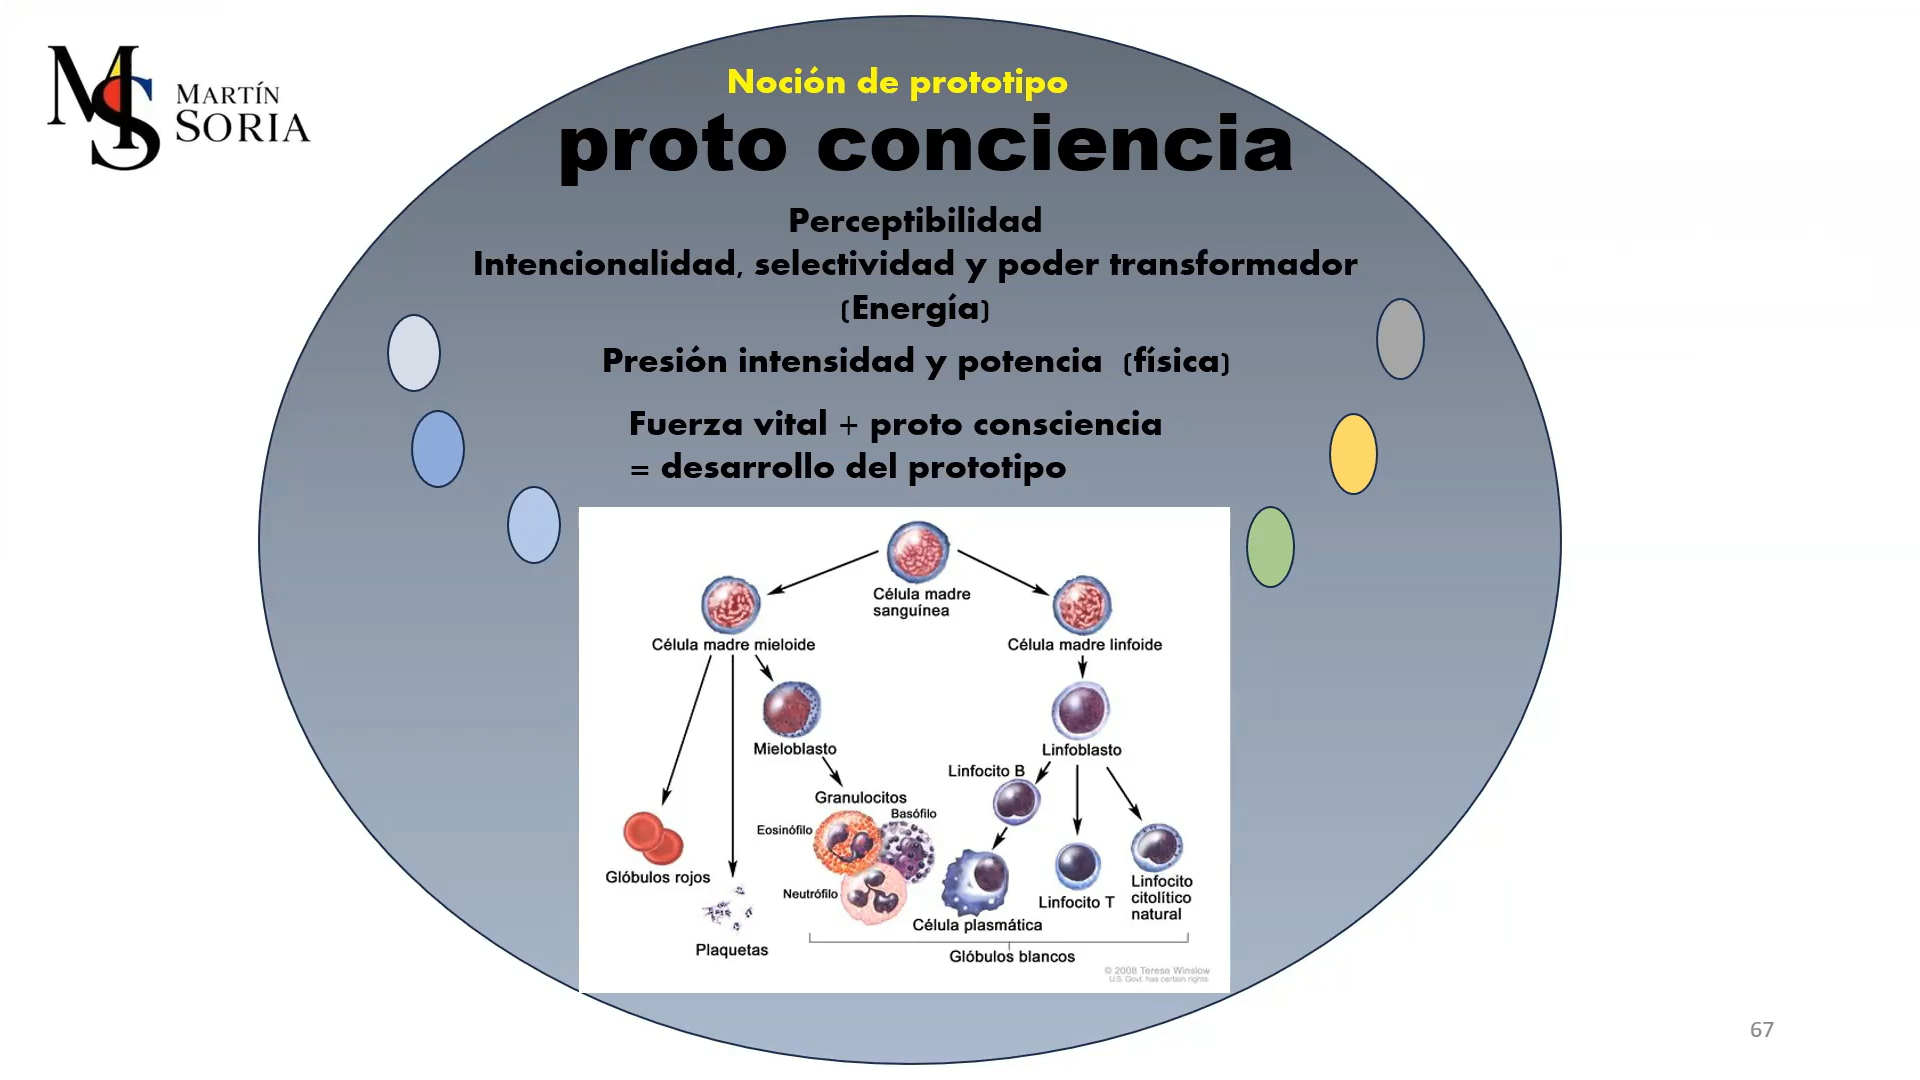 MS
MARTÍN
SORIA
Noción de prototipo
proto conciencia
Perceptibilidad
Intencionalidad, selectividad y poder transformador
(Energía)
Presión intensidad y potencia (física)
Fuerza vital + proto consciencia
= desarrollo del prototipo
Célula madre
sanguínea
Célula madre mieloide
Célula madre linfoide
Mieloblasto
Linfoblasto
Linfocito B
Granulocitos
Basófilo
Eosinófilo
Glóbulos rojos
Neutrófilo
Linfocito T
Linfocito
citolítico
natural
Célula plasmática
Plaquetas
Glóbulos blancos
© 2008 Terese Winslow
U.S. Govt. has certain rights
67